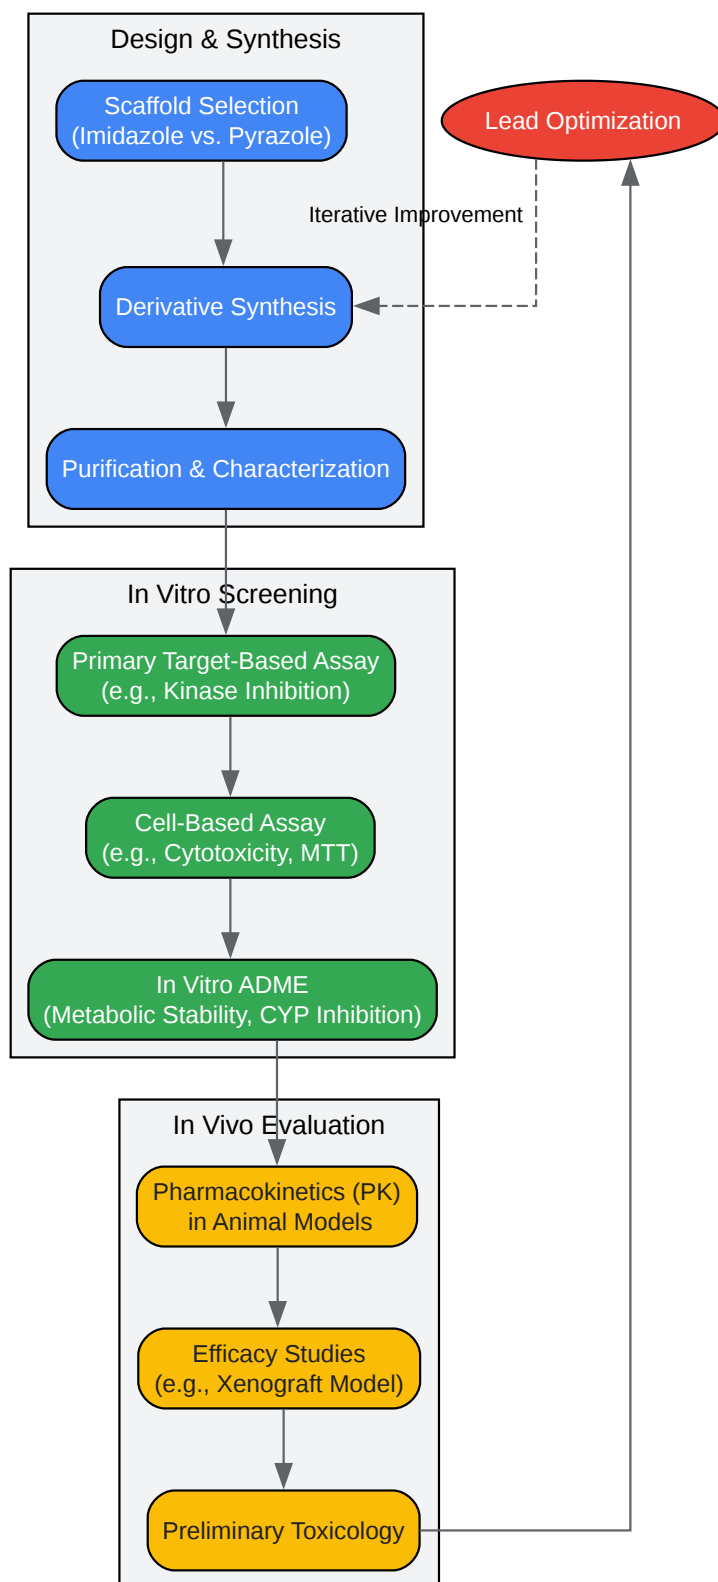 Design & Synthesis
Scaffold Selection
(Imidazole vs. Pyrazole)
Lead Optimization
Iterative Improvement
Derivative Synthesis
Purification & Characterization
In Vitro Screening
Primary Target-Based Assay
(e.g., Kinase Inhibition)
Cell-Based Assay
(e.g., Cytotoxicity, MTT)
In Vitro ADME
(Metabolic Stability, CYP Inhibition)
In Vivo Evaluation
Pharmacokinetics (PK)
in Animal Models
Efficacy Studies
(e.g., Xenograft Model)
Preliminary Toxicology